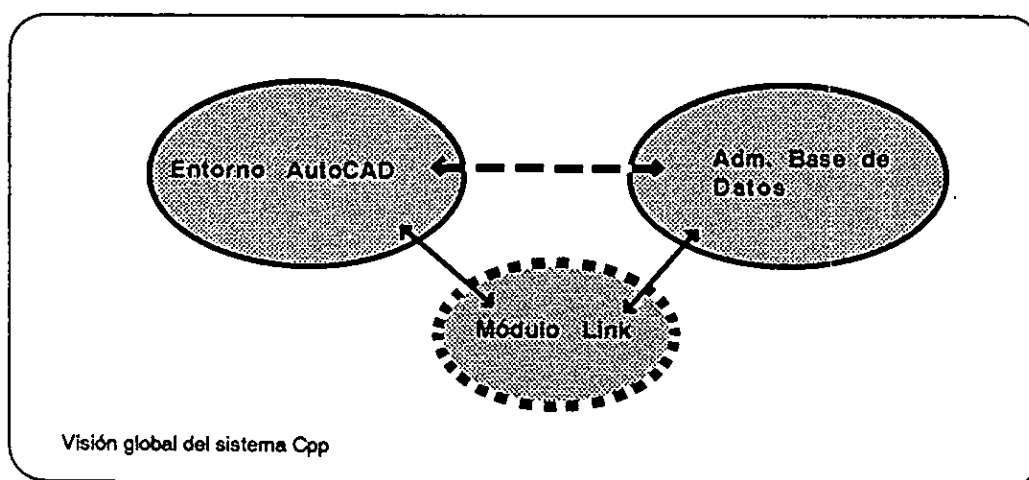 Entorno AutoCAD
Adm. Base de
Datos
Módulo Link
Visión global del sistema Cpp